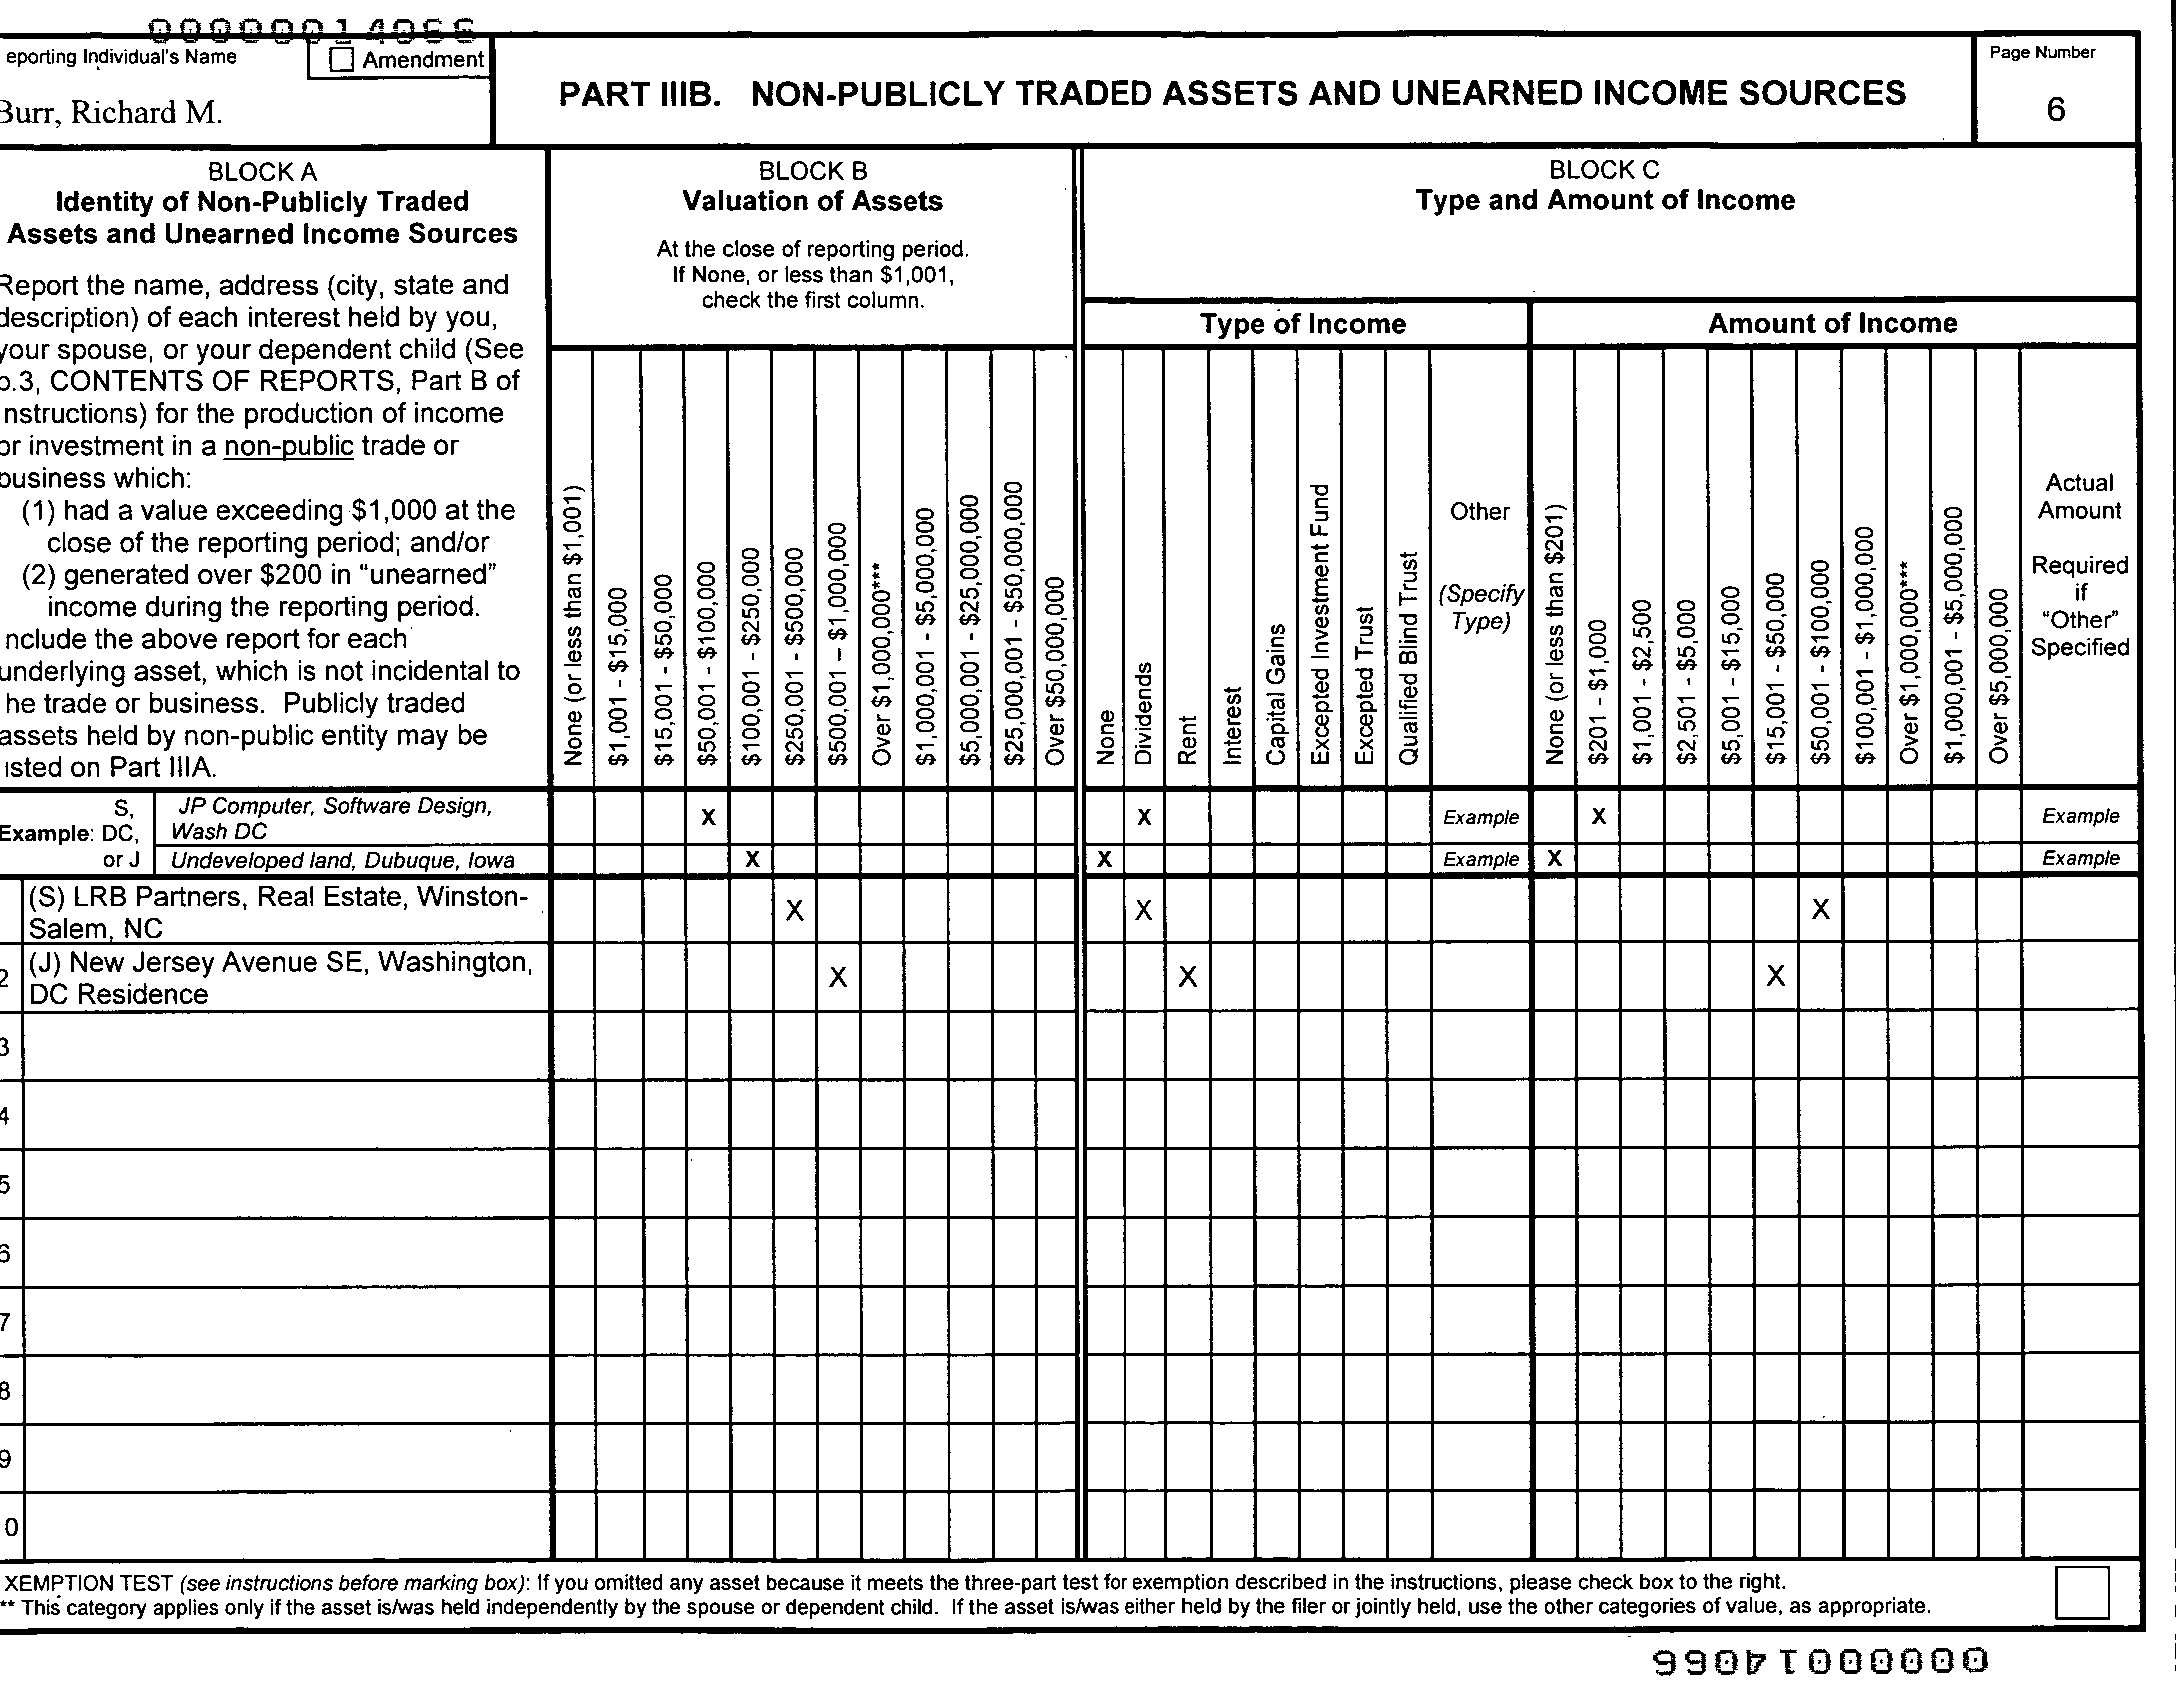 00000014066
eporting Individual's Name
Amendment
Burr, Richard M.
PART IIIB. NON-PUBLICLY TRADED ASSETS AND UNEARNED INCOME SOURCES
Page Number
6
BLOCK A
Identity of Non-Publicly Traded
Assets and Unearned Income Sources
Report the name, address (city, state and
description) of each interest held by you,
your spouse, or your dependent child (See
p.3, CONTENTS OF REPORTS, Part B of
nstructions) for the production of income
or investment in a non-public trade or
business which:
(1) had a value exceeding $1,000 at the
close of the reporting period; and/or
(2) generated over $200 in "unearned"
income during the reporting period.
nclude the above report for each
underlying asset, which is not incidental to
he trade or business. Publicly traded
assets held by non-public entity may be
isted on Part IIIA.
BLOCK B
Valuation of Assets
At the close of reporting period.
If None, or less than $1,001,
check the first column.
None (or less than $1,001)
$1,001 - $15,000
$15,001 - $50,000
$50,001 - $100,000
$100,001 - $250,000
$250,001 - $500,000
$500,001 – $1,000,000
Over $1,000,000***
$1,000,001 - $5,000,000
$5,000,001 - $25,000,000
$25,000,001 - $50,000,000
Over $50,000,000
BLOCK C
Type and Amount of Income
Type of Income
None
Dividends
Rent
Interest
Capital Gains
Excepted Investment Fund
Excepted Trust
Qualified Blind Trust
Other
(Specify
Type)
Amount of Income
None (or less than $201)
$201 - $1,000
$1,001 - $2,500
$2,501 - $5,000
$5,001 - $15,000
$15,001 - $50,000
$50,001 - $100,000
$100,001 - $1,000,000
Over $1,000,000***
$1,000,001 - $5,000,000
Over $5,000,000
Actual
Amount
Required
if
"Other"
Specified
S,
Example: DC,
or J
JP Computer, Software Design,
Wash DC
X X Example X Example
Undeveloped land, Dubuque, Iowa X X Example X Example
(S) LRB Partners, Real Estate, Winston-
Salem, NC
X X X
2 (J) New Jersey Avenue SE, Washington,
DC Residence
X X X
3
4
5
6
7
8
9
0
XEMPTION TEST (see instructions before marking box): If you omitted any asset because it meets the three-part test for exemption described in the instructions, please check box to the right.
** This category applies only if the asset is/was held independently by the spouse or dependent child. If the asset is/was either held by the filer or jointly held, use the other categories of value, as appropriate.
00000014066